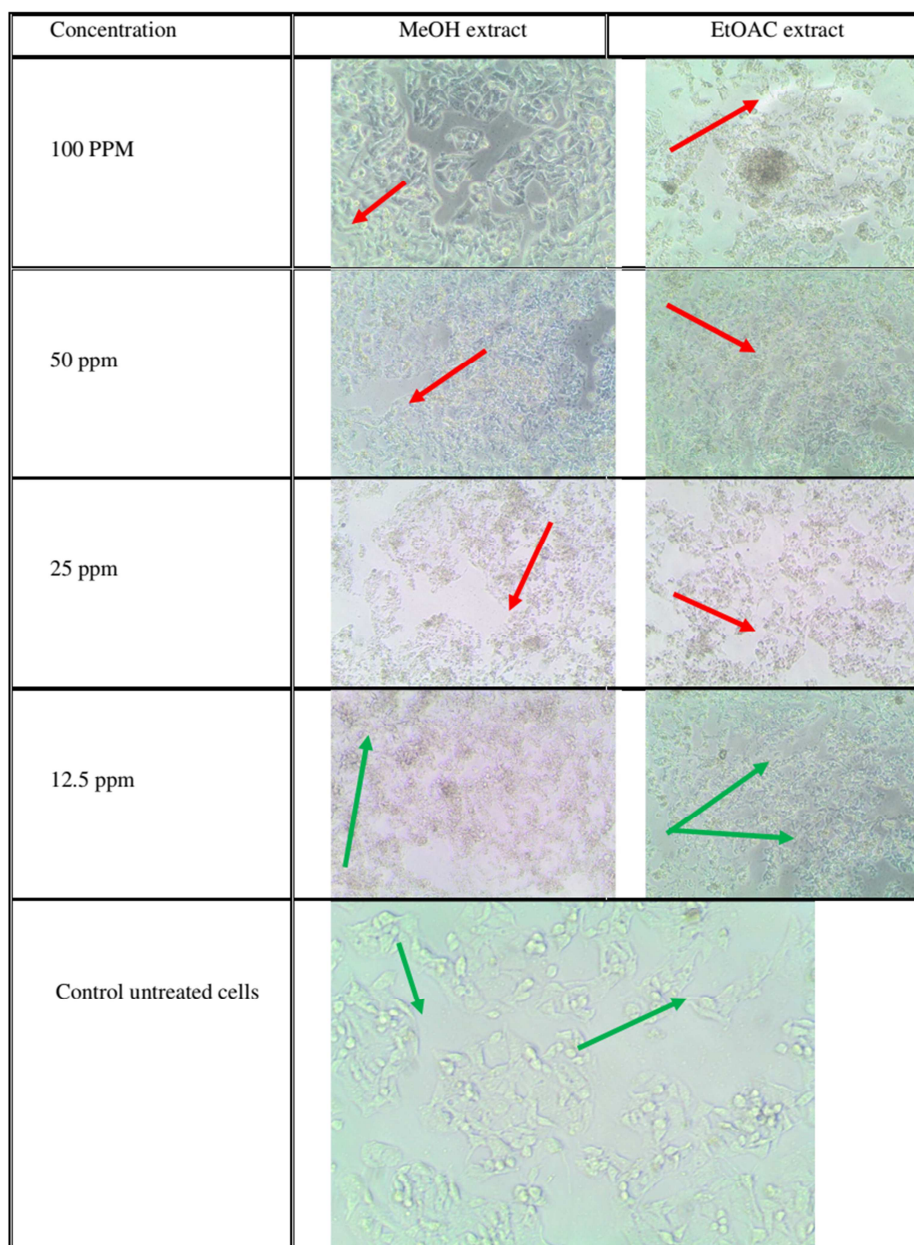 Concentration MeOH extract EtOAC extract
100 PPM
50 ppm
25 ppm
12.5 ppm
Control untreated cells